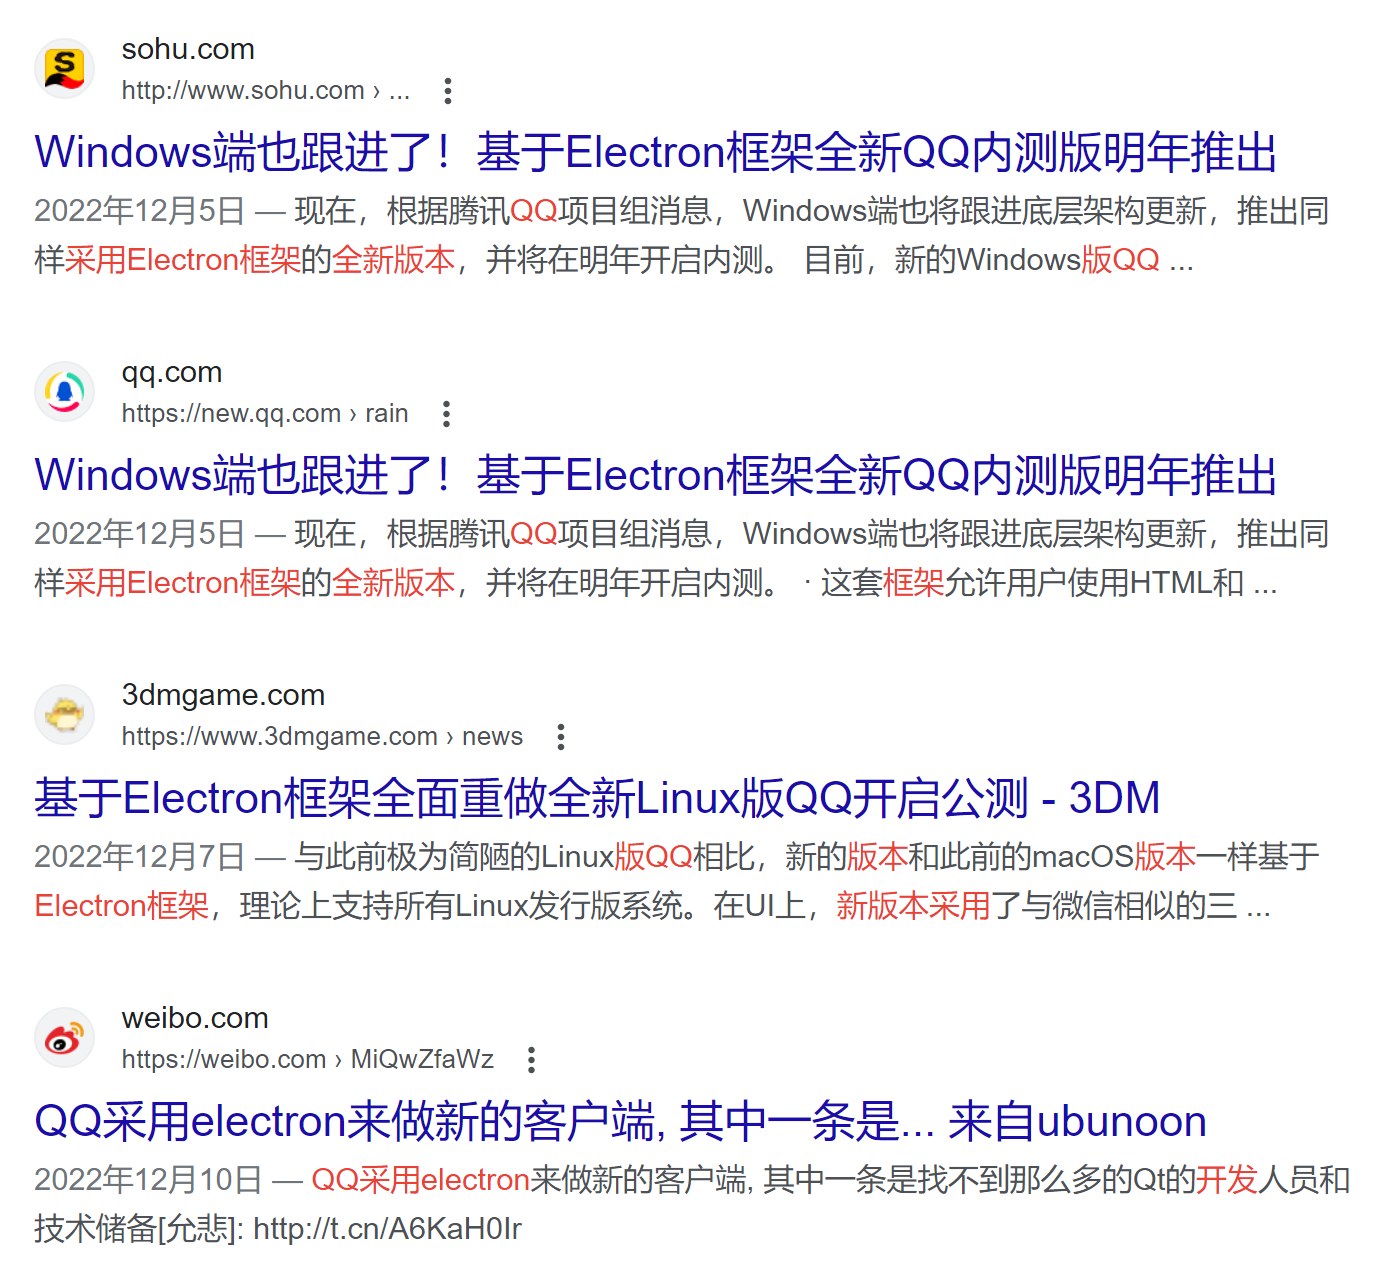 sohu.com
http://www.sohu.com › ...
Windows端也跟进了！基于Electron框架全新QQ内测版明年推出
2022年12月5日 — 现在，根据腾讯QQ项目组消息，Windows端也将跟进底层架构更新，推出同
样采用Electron框架的全新版本，并将在明年开启内测。 目前，新的Windows版QQ ...
qq.com
https://new.qq.com › rain
Windows端也跟进了！基于Electron框架全新QQ内测版明年推出
2022年12月5日 — 现在，根据腾讯QQ项目组消息，Windows端也将跟进底层架构更新，推出同
样采用Electron框架的全新版本，并将在明年开启内测。 · 这套框架允许用户使用HTML和 ...
3dmgame.com
https://www.3dmgame.com › news
基于Electron框架全面重做全新Linux版QQ开启公测 - 3DM
2022年12月7日 — 与此前极为简陋的Linux版QQ相比，新的版本和此前的macOS版本一样基于
Electron框架，理论上支持所有Linux发行版系统。在UI上，新版本采用了与微信相似的三 ...
weibo.com
https://weibo.com › MiQwZfaWz
QQ采用electron来做新的客户端, 其中一条是... 来自ubunoon
2022年12月10日 — QQ采用electron来做新的客户端, 其中一条是找不到那么多的Qt的开发人员和
技术储备[允悲]: http://t.cn/A6KaH0Ir